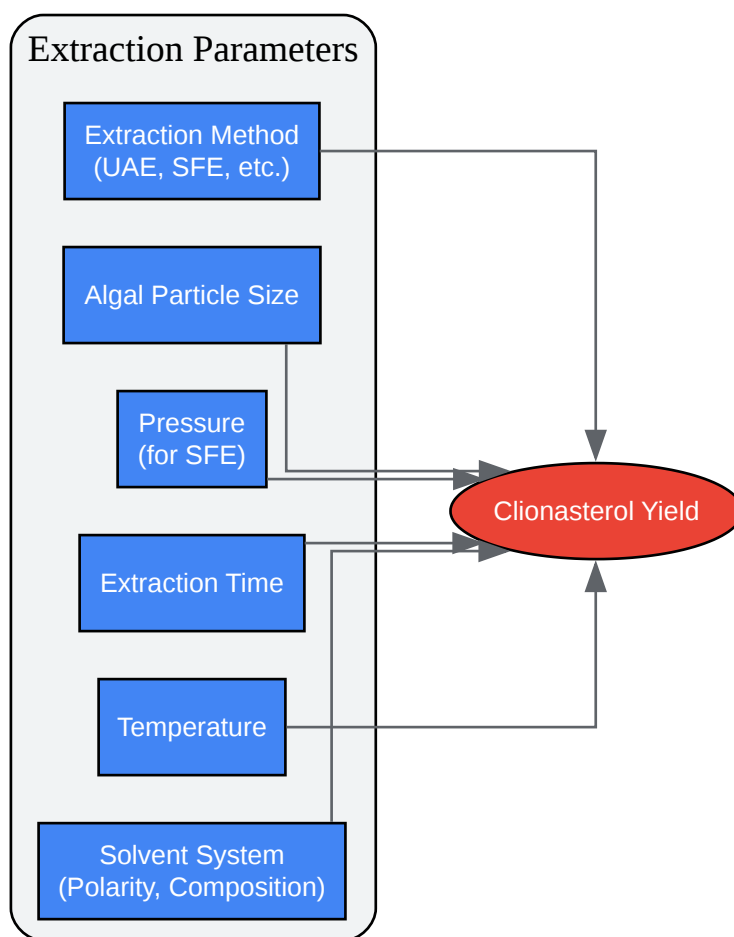 Extraction Parameters
Extraction Method
(UAE, SFE, etc.)
Algal Particle Size
Pressure
(for SFE)
Clionasterol Yield
Extraction Time
Temperature
Solvent System
(Polarity, Composition)